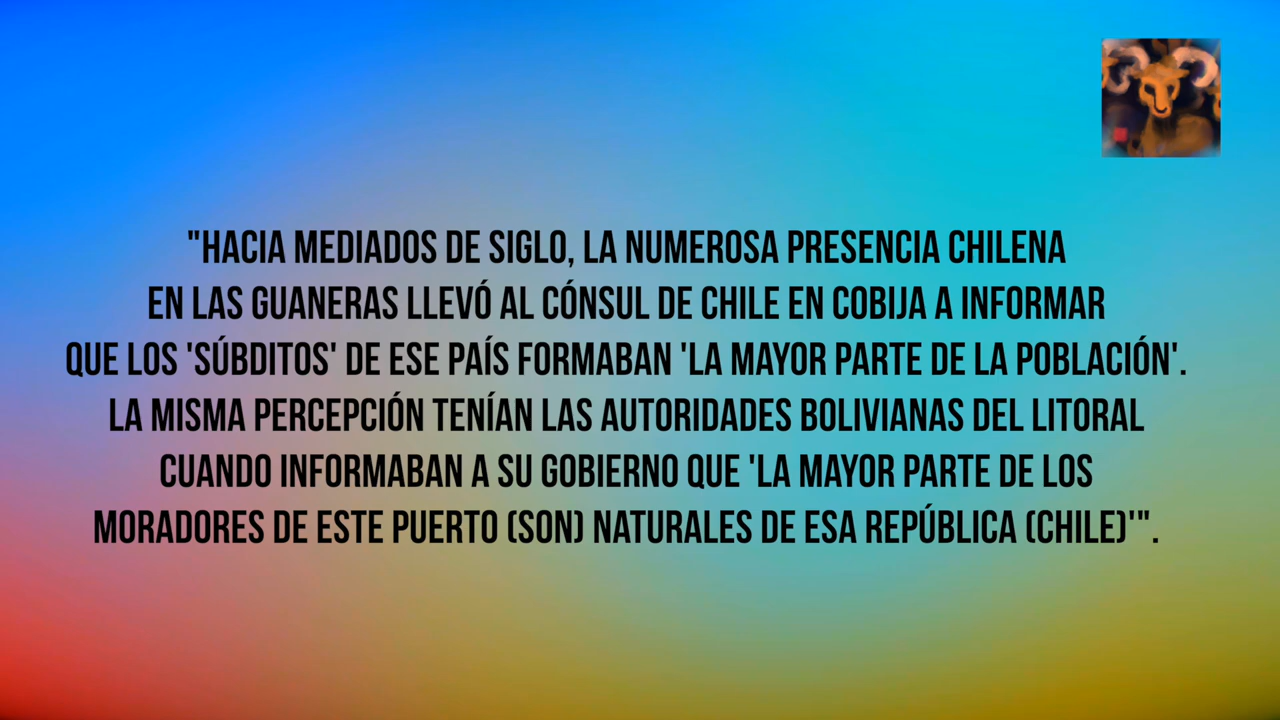 "HACIA MEDIADOS DE SIGLO, LA NUMEROSA PRESENCIA CHILENA
EN LAS GUANERAS LLEVÓ AL CÓNSUL DE CHILE EN COBIJA A INFORMAR
QUE LOS 'SÚBDITOS' DE ESE PAÍS FORMABAN 'LA MAYOR PARTE DE LA POBLACIÓN'.
LA MISMA PERCEPCIÓN TENÍAN LAS AUTORIDADES BOLIVIANAS DEL LITORAL
CUANDO INFORMABAN A SU GOBIERNO QUE 'LA MAYOR PARTE DE LOS
MORADORES DE ESTE PUERTO (SON) NATURALES DE ESA REPÚBLICA (CHILE)'".